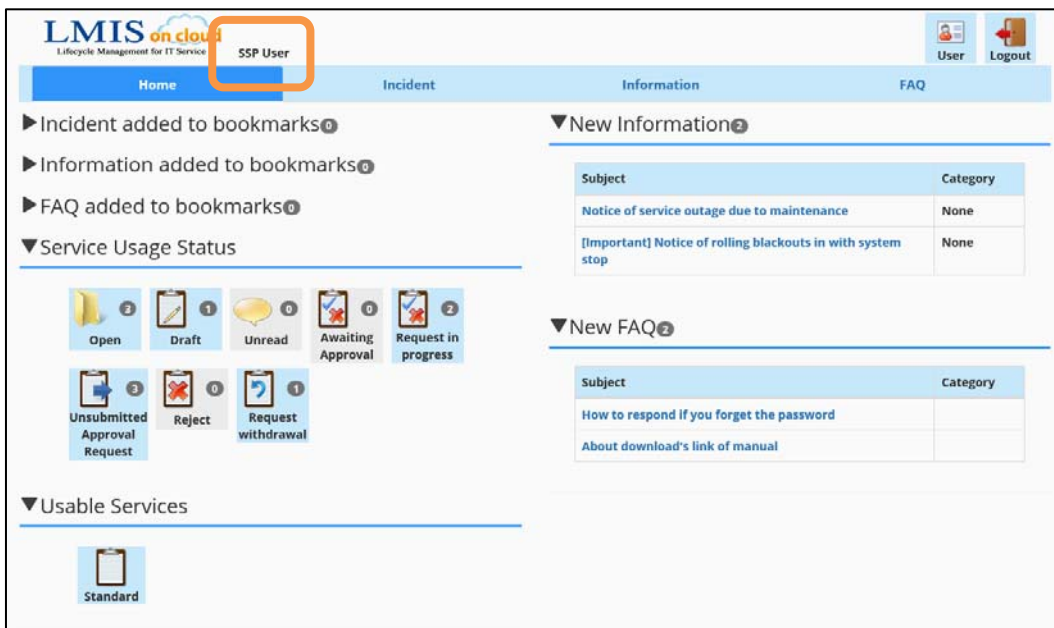 LMIS on cloud
Lifecycle Management for IT Service
SSP User
User
Logout
Home
Incident
Information
FAQ
▶Incident added to bookmarks 0
▶Information added to bookmarks 0
▶FAQ added to bookmarks 0
▼Service Usage Status
3
Open
1
Draft
0
Unread
0
Awaiting
Approval
2
Request in
progress
3
Unsubmitted
Approval
Request
0
Reject
1
Request
withdrawal
▼Usable Services
Standard
▼New Information 2
Subject Category
Notice of service outage due to maintenance None
[Important] Notice of rolling blackouts in with system None
stop
▼New FAQ 2
Subject Category
How to respond if you forget the password
About download's link of manual